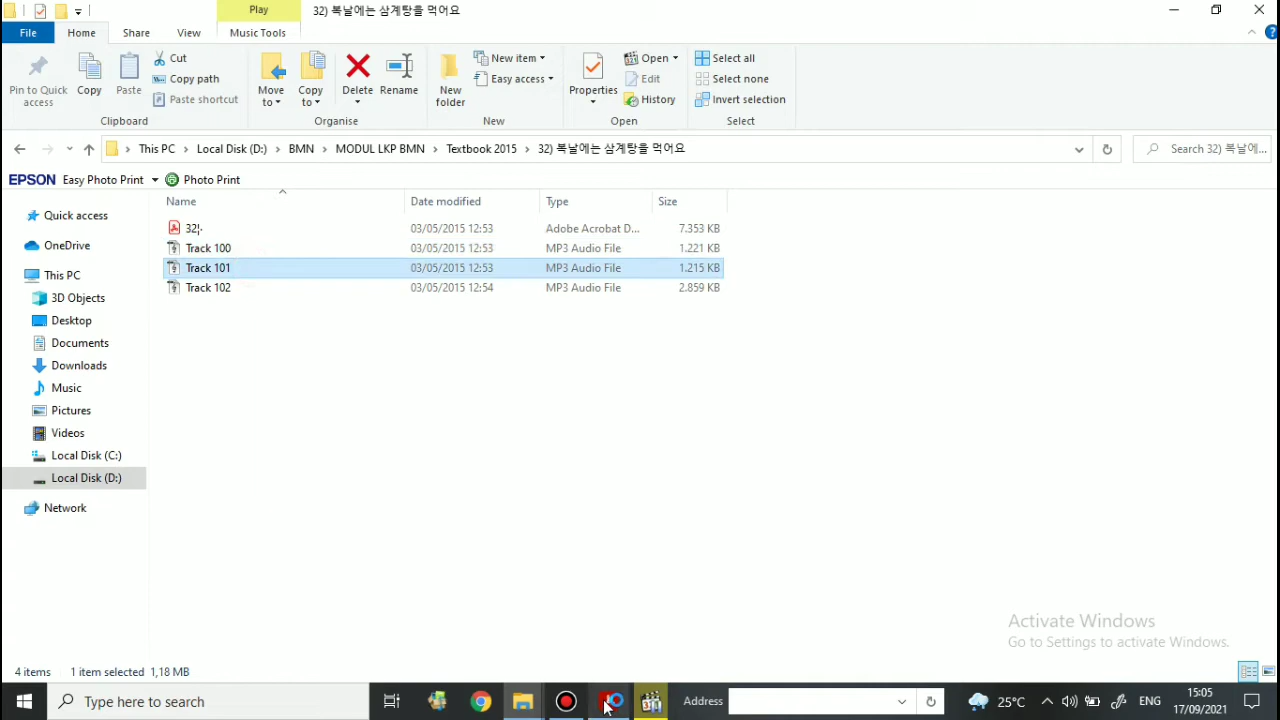 Play
32) 복날에는 삼계탕을 먹어요
File
Home
Share
View
Music Tools
Pin to Quick access
Copy
Paste
Cut
Copy path
Paste shortcut
Clipboard
Move to
Copy to
Delete
Rename
Organise
New folder
New item
Easy access
New
Properties
Open
Edit
History
Open
Select all
Select none
Invert selection
Select
This PC
Local Disk (D:)
BMN
MODUL LKP BMN
Textbook 2015
32) 복날에는 삼계탕을 먹어요
Search 32) 복날에...
EPSON Easy Photo Print
Photo Print
Name Date modified Type Size
32¦· 03/05/2015 12:53 Adobe Acrobat D... 7.353 KB
Track 100 03/05/2015 12:53 MP3 Audio File 1.221 KB
Track 101 03/05/2015 12:53 MP3 Audio File 1.215 KB
Track 102 03/05/2015 12:54 MP3 Audio File 2.859 KB
Quick access
OneDrive
This PC
3D Objects
Desktop
Documents
Downloads
Music
Pictures
Videos
Local Disk (C:)
Local Disk (D:)
Network
Activate Windows
Go to Settings to activate Windows.
4 items 1 item selected 1,18 MB
Type here to search
Address
25°C
ENG
15:05
17/09/2021